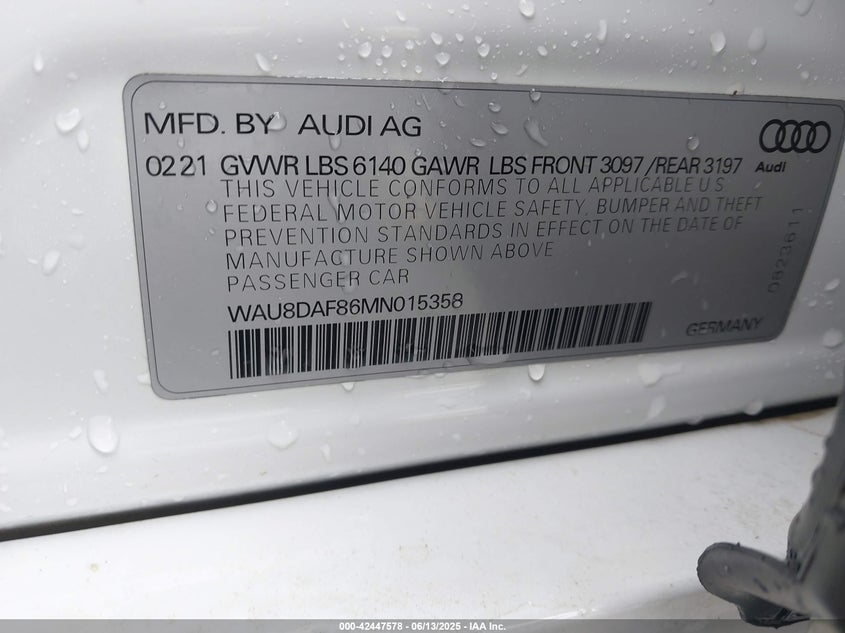 MFD. BY AUDI AG
0221 GVWR LBS 6140 GAWR LBS FRONT 3097 /REAR 3197
Audi
THIS VEHICLE CONFORMS TO ALL APPLICABLE U.S
FEDERAL MOTOR VEHICLE SAFETY, BUMPER AND THEFT
PREVENTION STANDARDS IN EFFECT ON THE DATE OF
MANUFACTURE SHOWN ABOVE
PASSENGER CAR
0823611
WAU8DAF86MN015358
GERMANY
000-42447578 - 06/13/2025 - IAA Inc.